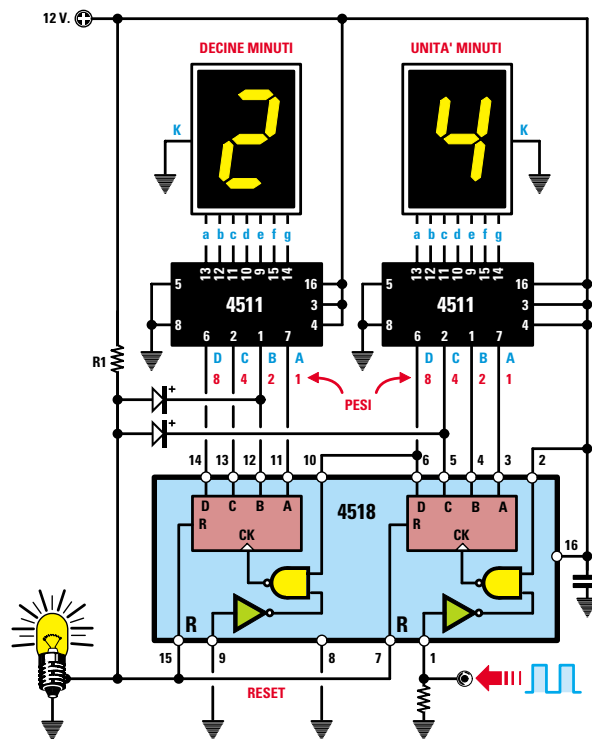 12 V.
DECINE MINUTI
UNITA' MINUTI
K
K
a b c d e f g
a b c d e f g
13 12 11 10 9 15 14
13 12 11 10 9 15 14
5 4511 16
8 3
4
6 2 1 7
5 4511 16
8 3
4
6 2 1 7
R1
D C B A
8 4 2 1
D C B A
8 4 2 1
PESI
14 13 12 11 10
6 5 4 3 2
D C B A
R
CK
4518
D C B A
R
CK
16
R
R
15 9 8 7 1
RESET